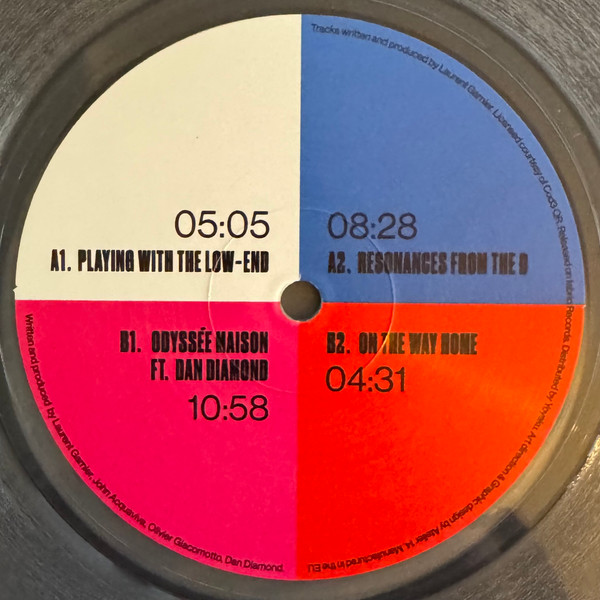 Tracks written and produced by Laurent Garnier. Licensed courtesy of Cod3 QR. Released on fabric Records. Distributed by Yoyaku. Art direction & Graphic design by Atelier 14. Manufactured in the EU.
05:05
A1. PLAYING WITH THE LOW-END
08:28
A2. RESONANCES FROM THE D
B1. ODYSSÉE MAISON
FT. DAN DIAMOND
10:58
B2. ON THE WAY HOME
04:31
Written and produced by Laurent Garnier, John Acquaviva, Olivier Giacomotto, Dan Diamond.